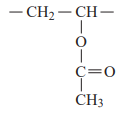 — CH₂ — CH —
O
C=O
CH₃